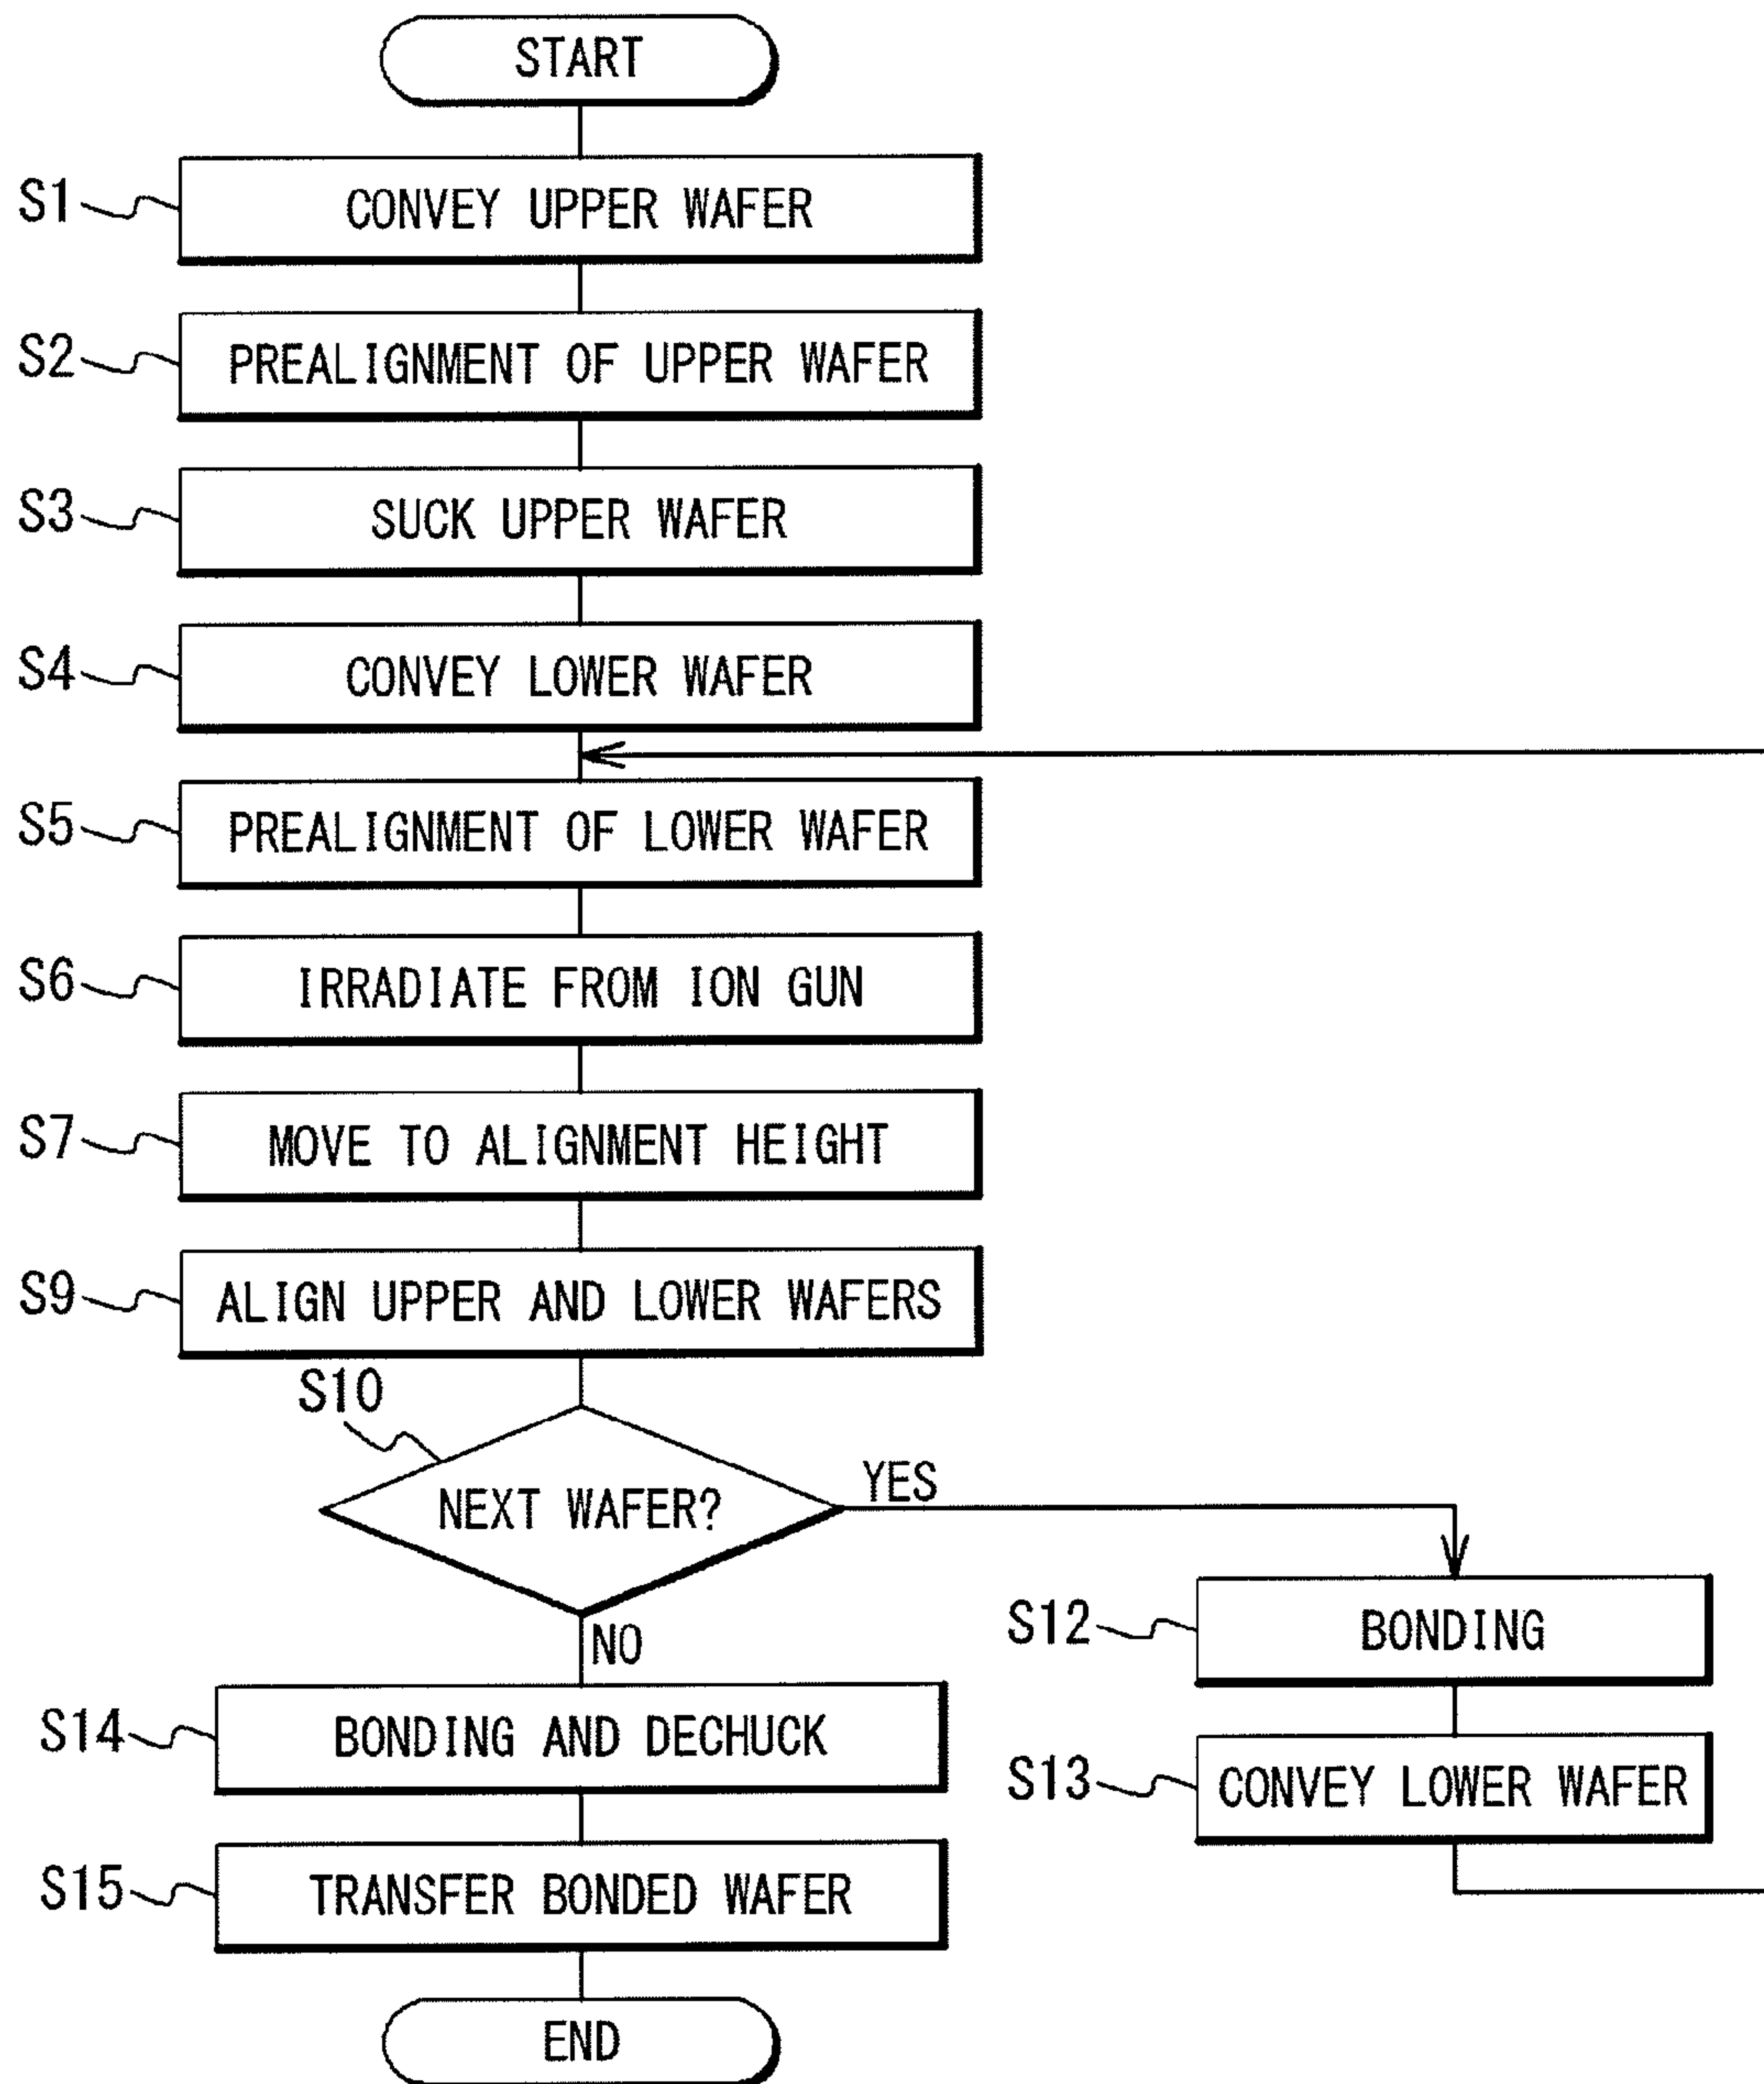 START
S1
CONVEY UPPER WAFER
S2
PREALIGNMENT OF UPPER WAFER
S3
SUCK UPPER WAFER
S4
CONVEY LOWER WAFER
S5
PREALIGNMENT OF LOWER WAFER
S6
IRRADIATE FROM ION GUN
S7
MOVE TO ALIGNMENT HEIGHT
S9
ALIGN UPPER AND LOWER WAFERS
S10
NEXT WAFER?
YES
NO
S12
BONDING
S13
CONVEY LOWER WAFER
S14
BONDING AND DECHUCK
S15
TRANSFER BONDED WAFER
END